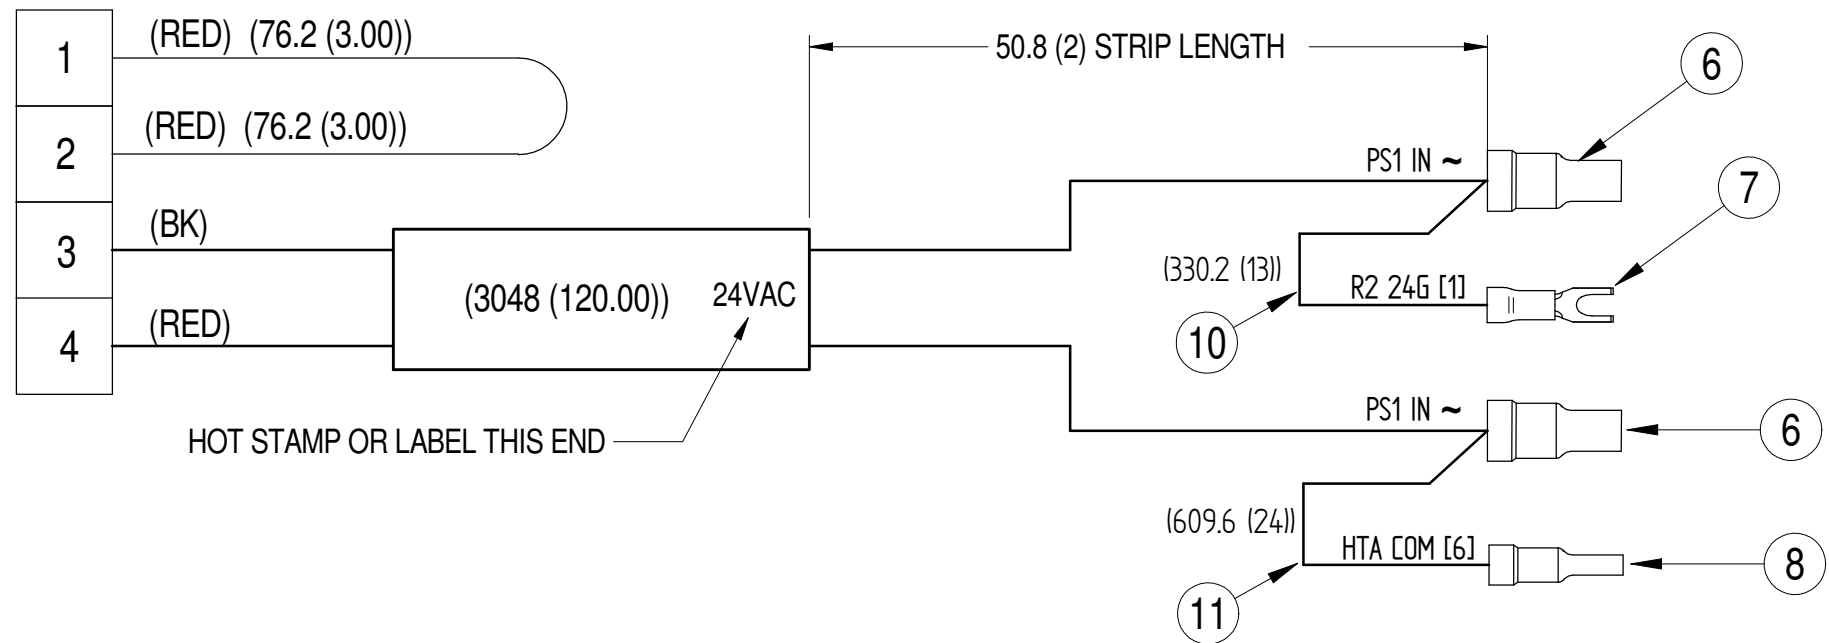 1
(RED) (76.2 (3.00))
50.8 (2) STRIP LENGTH
6
2
(RED) (76.2 (3.00))
PS1 IN ~
7
3
(BK)
(330.2 (13))
R2 24G [1]
(3048 (120.00))
24VAC
10
4
(RED)
PS1 IN ~
6
HOT STAMP OR LABEL THIS END
(609.6 (24))
HTA COM [6]
8
11